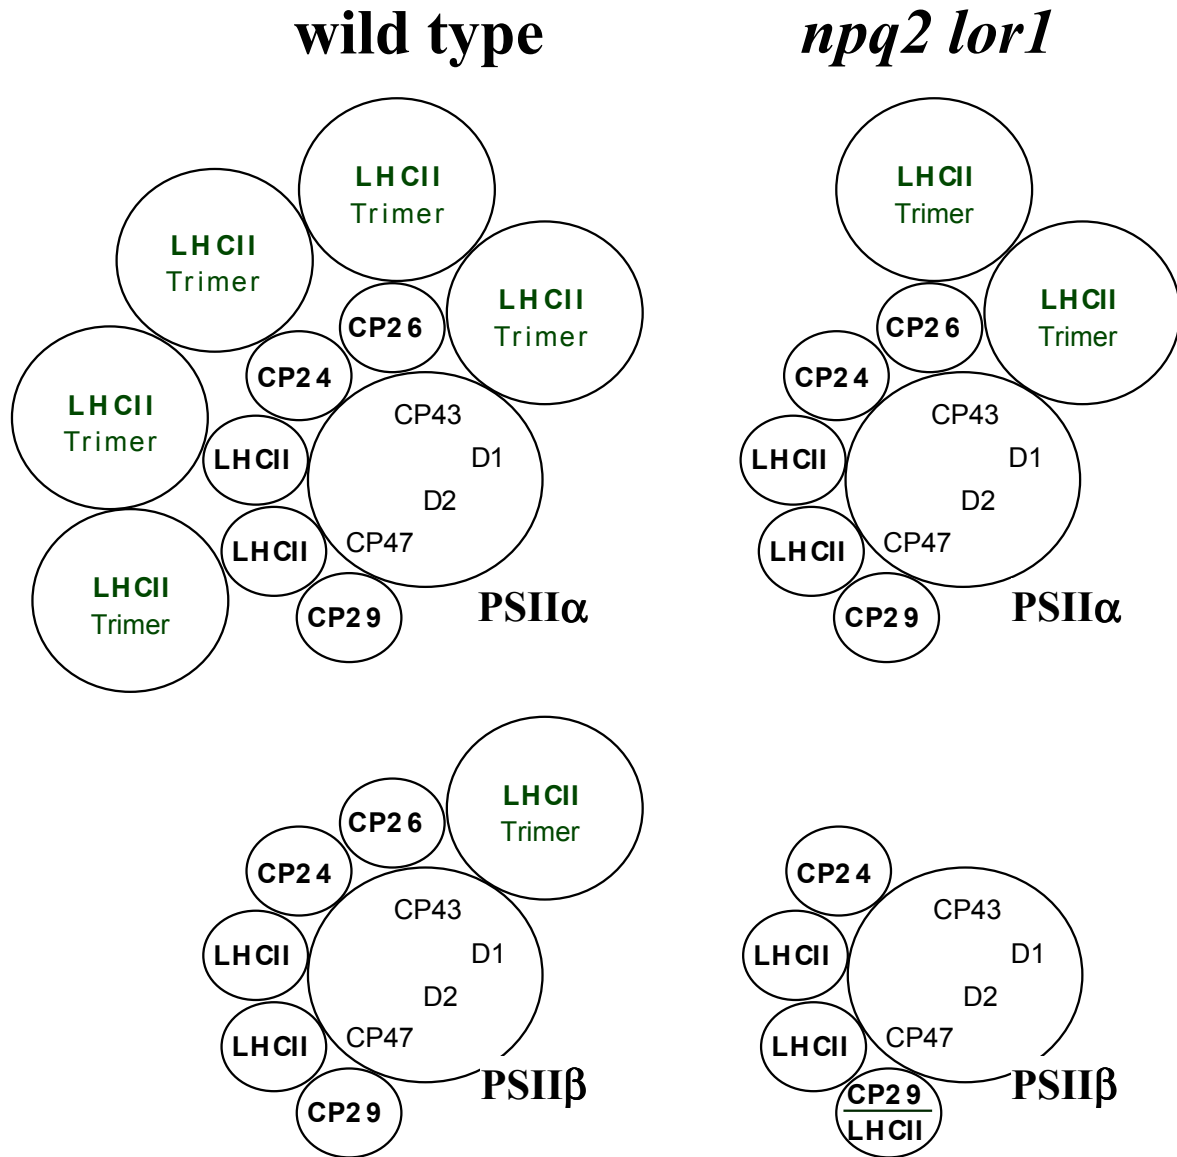 wild type
npq2 lor1
LHCII
Trimer
LHCII
Trimer
LHCII
Trimer
LHCII
Trimer
LHCII
Trimer
CP26
CP24
LHCII
LHCII
CP29
CP43
D1
D2
CP47
PSIIα
LHCII
Trimer
LHCII
Trimer
CP26
CP24
LHCII
LHCII
CP29
CP43
D1
D2
CP47
PSIIα
LHCII
Trimer
CP26
CP24
LHCII
LHCII
CP29
CP43
D1
D2
CP47
PSIIβ
CP24
LHCII
LHCII
CP29
LHCII
CP43
D1
D2
CP47
PSIIβ